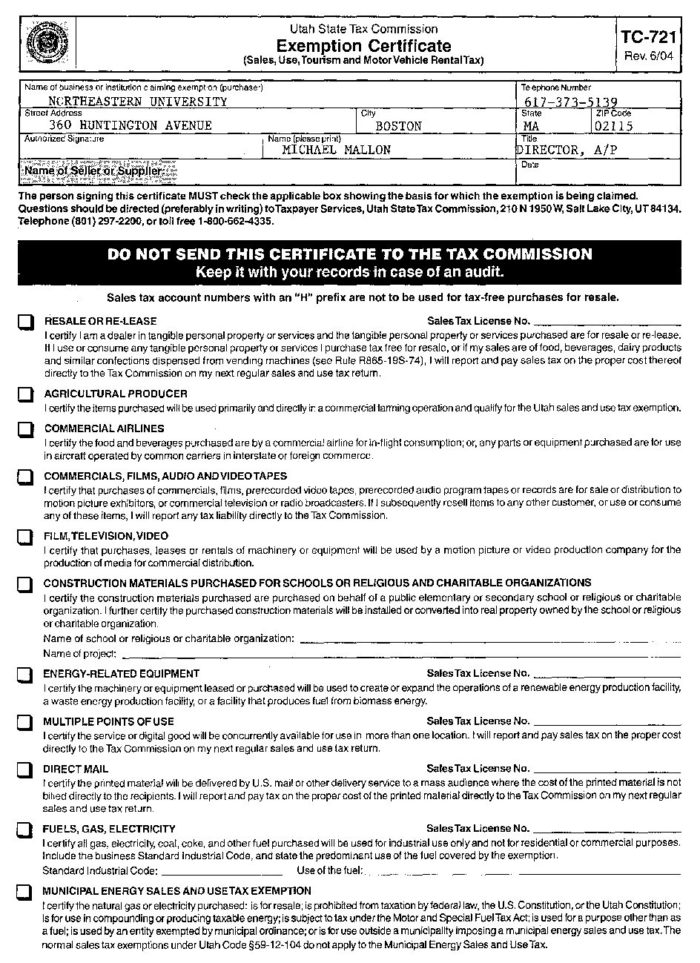 Utah State Tax Commission
Exemption Certificate
(Sales, Use, Tourism and Motor Vehicle Rental Tax)
TC-721
Rev. 6/04
Name of business or institution claiming exemption (purchaser)
Telephone Number
NORTHEASTERN UNIVERSITY
617-373-5139
Street Address
City
State
ZIP Code
360 HUNTINGTON AVENUE
BOSTON
MA
02115
Authorized Signature
Name (please print)
Title
MICHAEL MALLON
DIRECTOR, A/P
Name of Seller or Supplier:
Date
The person signing this certificate MUST check the applicable box showing the basis for which the exemption is being claimed.
Questions should be directed (preferably in writing) to Taxpayer Services, Utah State Tax Commission, 210 N 1950 W, Salt Lake City, UT 84134.
Telephone (801) 297-2200, or toll free 1-800-662-4335.
DO NOT SEND THIS CERTIFICATE TO THE TAX COMMISSION
Keep it with your records in case of an audit.
Sales tax account numbers with an "H" prefix are not to be used for tax-free purchases for resale.
RESALE OR RE-LEASE Sales Tax License No.
I certify I am a dealer in tangible personal property or services and the tangible personal property or services purchased are for resale or re-lease.
If I use or consume any tangible personal property or services I purchase tax free for resale, or if my sales are of food, beverages, dairy products
and similar confections dispensed from vending machines (see Rule R865-19S-74), I will report and pay sales tax on the proper cost thereof
directly to the Tax Commission on my next regular sales and use tax return.
AGRICULTURAL PRODUCER
I certify the items purchased will be used primarily and directly in a commercial farming operation and qualify for the Utah sales and use tax exemption.
COMMERCIAL AIRLINES
I certify the food and beverages purchased are by a commercial airline for in-flight consumption; or, any parts or equipment purchased are for use
in aircraft operated by common carriers in interstate or foreign commerce.
COMMERCIALS, FILMS, AUDIO AND VIDEO TAPES
I certify that purchases of commercials, films, prerecorded video tapes, prerecorded audio program tapes or records are for sale or distribution to
motion picture exhibitors, or commercial television or radio broadcasters. If I subsequently resell items to any other customer, or use or consume
any of these items, I will report any tax liability directly to the Tax Commission.
FILM, TELEVISION, VIDEO
I certify that purchases, leases or rentals of machinery or equipment will be used by a motion picture or video production company for the
production of media for commercial distribution.
CONSTRUCTION MATERIALS PURCHASED FOR SCHOOLS OR RELIGIOUS AND CHARITABLE ORGANIZATIONS
I certify the construction materials purchased are purchased on behalf of a public elementary or secondary school or religious or charitable
organization. I further certify the purchased construction materials will be installed or converted into real property owned by the school or religious
or charitable organization.
Name of school or religious or charitable organization:
Name of project:
ENERGY-RELATED EQUIPMENT Sales Tax License No.
I certify the machinery or equipment leased or purchased will be used to create or expand the operations of a renewable energy production facility,
a waste energy production facility, or a facility that produces fuel from biomass energy.
MULTIPLE POINTS OF USE Sales Tax License No.
I certify the service or digital good will be concurrently available for use in more than one location. I will report and pay sales tax on the proper cost
directly to the Tax Commission on my next regular sales and use tax return.
DIRECT MAIL Sales Tax License No.
I certify the printed material will be delivered by U.S. mail or other delivery service to a mass audience where the cost of the printed material is not
billed directly to the recipients. I will report and pay tax on the proper cost of the printed material directly to the Tax Commission on my next regular
sales and use tax return.
FUELS, GAS, ELECTRICITY Sales Tax License No.
I certify all gas, electricity, coal, coke, and other fuel purchased will be used for industrial use only and not for residential or commercial purposes.
Include the business Standard Industrial Code, and state the predominant use of the fuel covered by the exemption.
Standard Industrial Code: Use of the fuel:
MUNICIPAL ENERGY SALES AND USE TAX EXEMPTION
I certify the natural gas or electricity purchased: is for resale; is prohibited from taxation by federal law, the U.S. Constitution, or the Utah Constitution;
is for use in compounding or producing taxable energy; is subject to tax under the Motor and Special Fuel Tax Act; is used for a purpose other than as
a fuel; is used by an entity exempted by municipal ordinance; or is for use outside a municipality imposing a municipal energy sales and use tax. The
normal sales tax exemptions under Utah Code §59-12-104 do not apply to the Municipal Energy Sales and Use Tax.